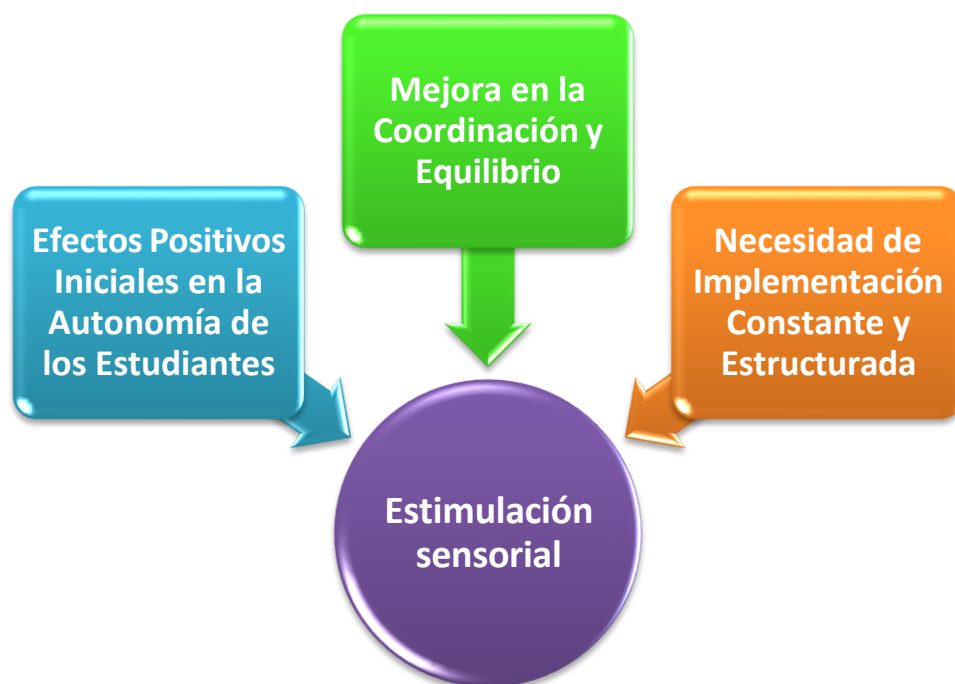 Mejora en la
Coordinación y
Equilibrio
Efectos Positivos
Iniciales en la
Autonomía de
los Estudiantes
Necesidad de
Implementación
Constante y
Estructurada
Estimulación
sensorial